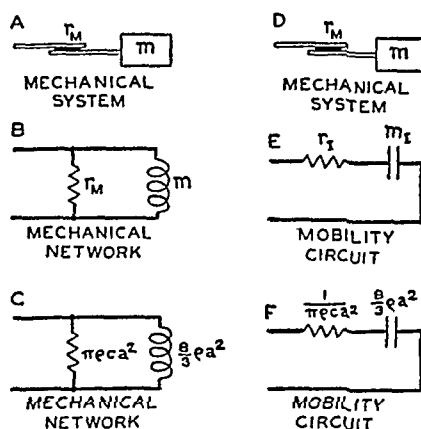 A
r_M
m
MECHANICAL
SYSTEM
B
r_M
m
MECHANICAL
NETWORK
C
πρca²
8/3 ρa²
MECHANICAL
NETWORK
D
r_M
m
MECHANICAL
SYSTEM
E
r_I
m_I
MOBILITY
CIRCUIT
F
1/πρca²
8/3 ρa²
MOBILITY
CIRCUIT